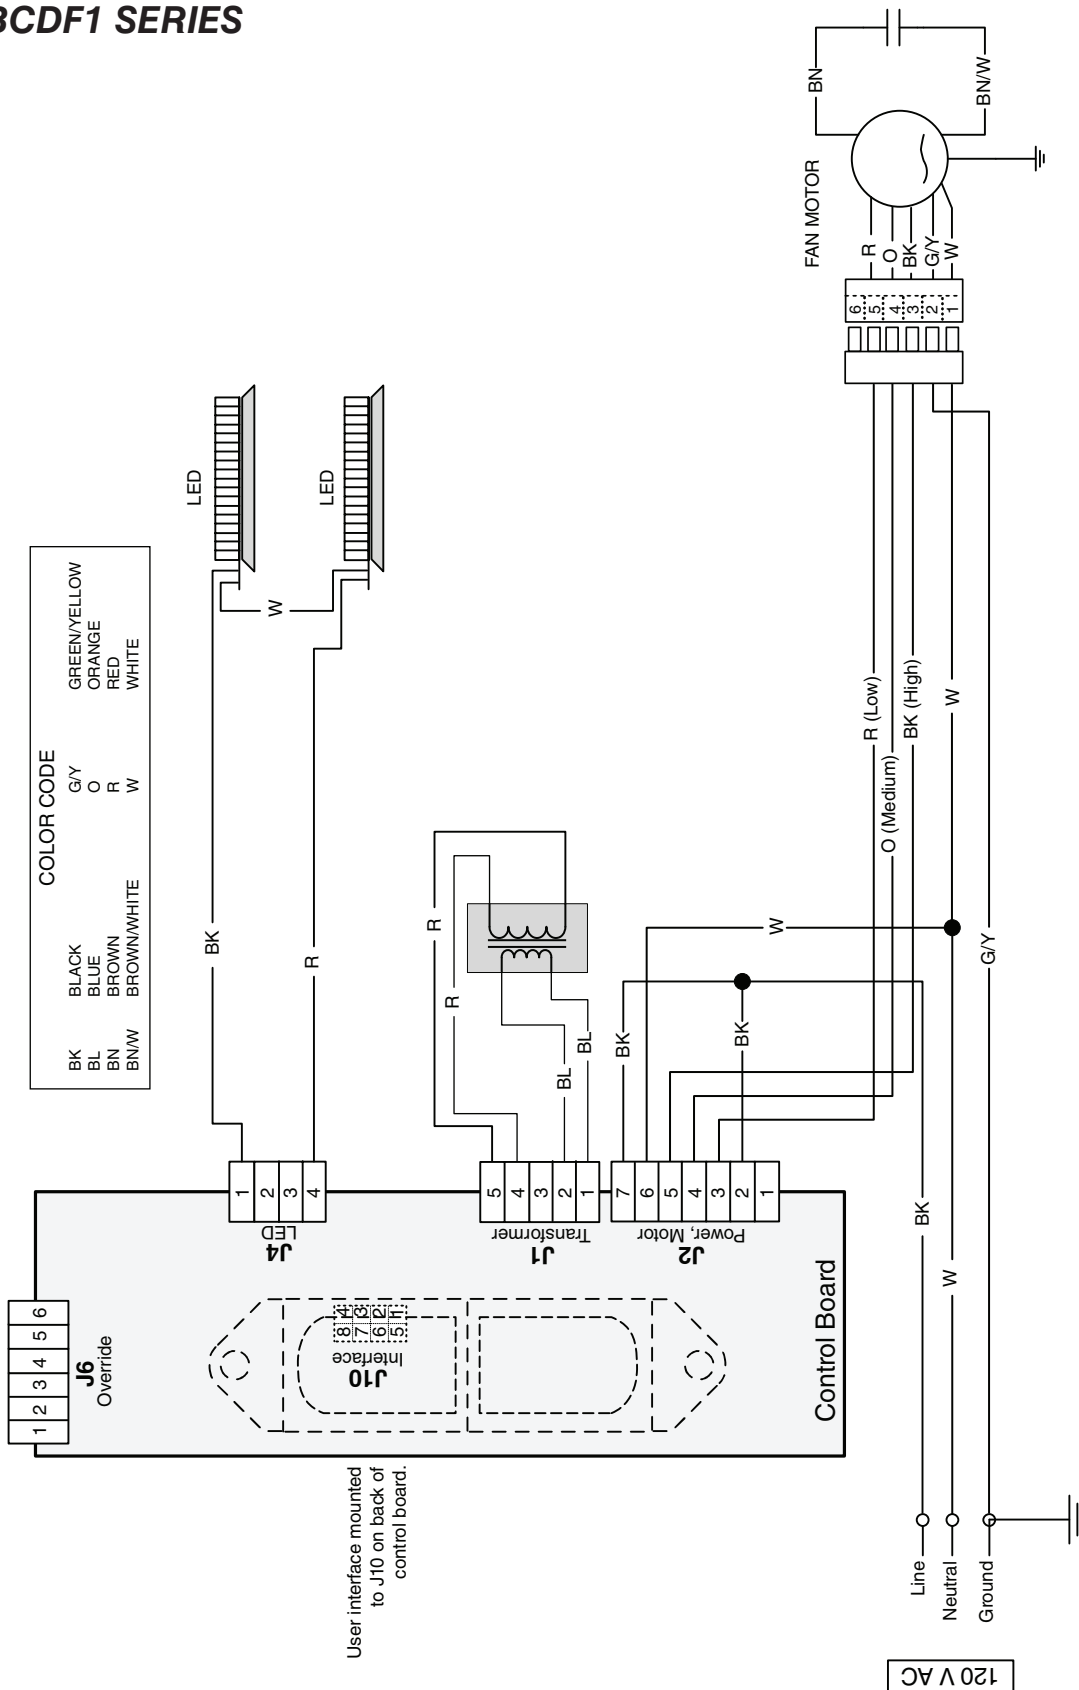 BCDF1 SERIES
COLOR CODE
BK BLACK G/Y GREEN/YELLOW
BL BLUE O ORANGE
BN BROWN R RED
BN/W BROWN/WHITE W WHITE
LED
LED
W
BK
R
BN
BN/W
FAN MOTOR
R
O
BK
G/Y
W
6
5
4
3
2
1
R (Low)
O (Medium)
BK (High)
W
G/Y
R
R
BL
BL
BK
W
BK
BK
W
1
2
3
4
J4
LED
5
4
3
2
1
J1
Transformer
7
6
5
4
3
2
1
J2
Power, Motor
1 2 3 4 5 6
J6
Override
8 4
7 3
6 2
5 1
J10
Interface
Control Board
User interface mounted
to J10 on back of
control board.
Line
Neutral
Ground
120 V AC